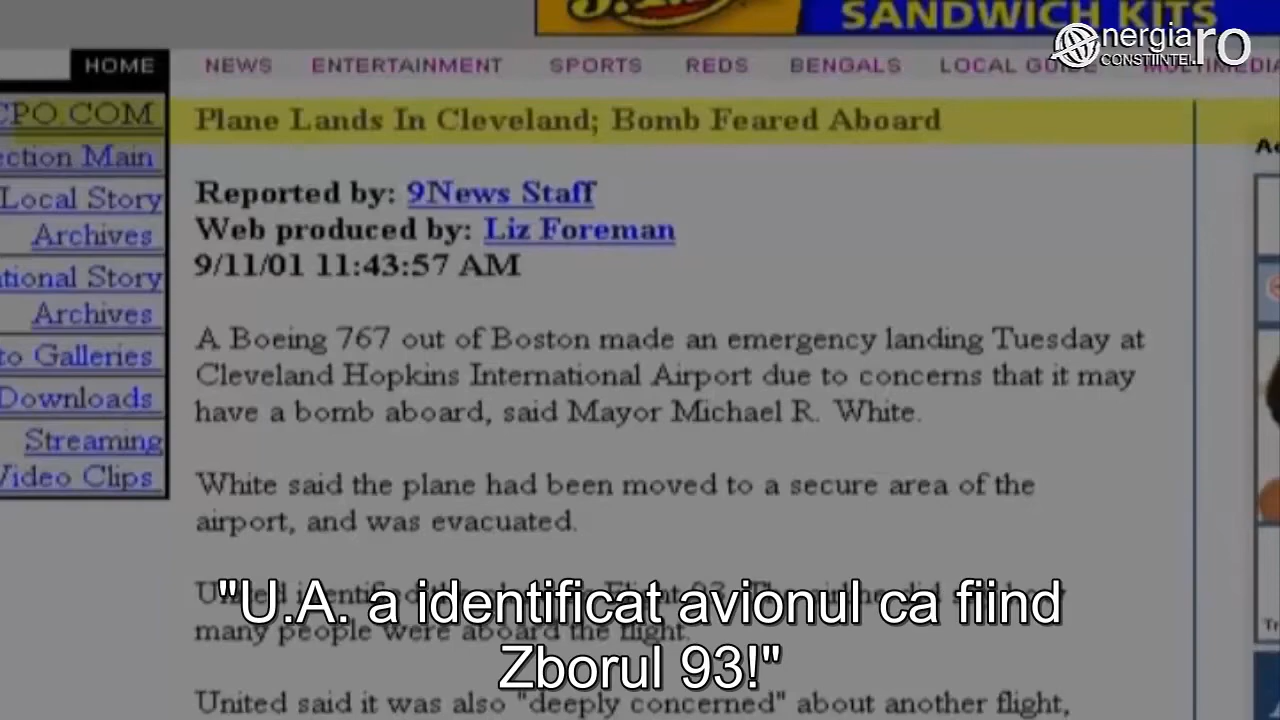 SANDWICH KITS
nergia.ro
CONSTIINTEI
HOME NEWS ENTERTAINMENT SPORTS REDS BENGALS LOCAL GUIDE MULTIMEDIA
CPO.COM
ection Main
Local Story
Archives
tional Story
Archives
to Galleries
Downloads
Streaming
Video Clips
Plane Lands In Cleveland; Bomb Feared Aboard
Reported by: 9News Staff
Web produced by: Liz Foreman
9/11/01 11:43:57 AM
A Boeing 767 out of Boston made an emergency landing Tuesday at
Cleveland Hopkins International Airport due to concerns that it may
have a bomb aboard, said Mayor Michael R. White.
White said the plane had been moved to a secure area of the
airport, and was evacuated.
many people were aboard the flight.
United said it was also "deeply concerned" about another flight,
"U.A. a identificat avionul ca fiind
Zborul 93!"